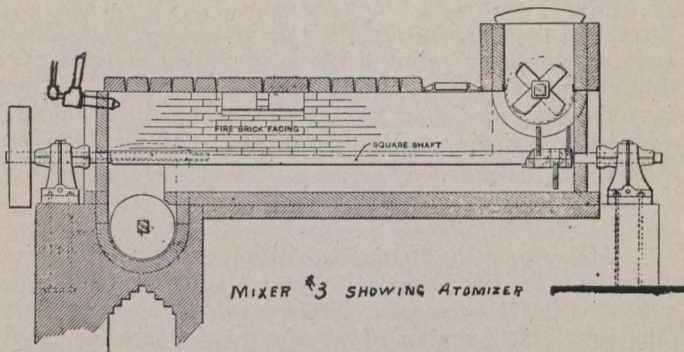 FIRE BRICK FACING
SQUARE SHAFT
MIXER #3 SHOWING ATOMIZER